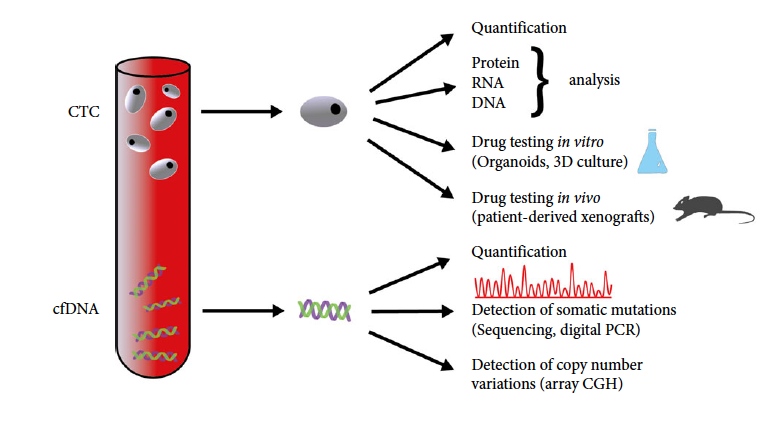 CTC
Quantification
Protein
RNA
DNA
analysis
Drug testing in vitro
(Organoids, 3D culture)
Drug testing in vivo
(patient-derived xenografts)
cfDNA
Quantification
Detection of somatic mutations
(Sequencing, digital PCR)
Detection of copy number
variations (array CGH)